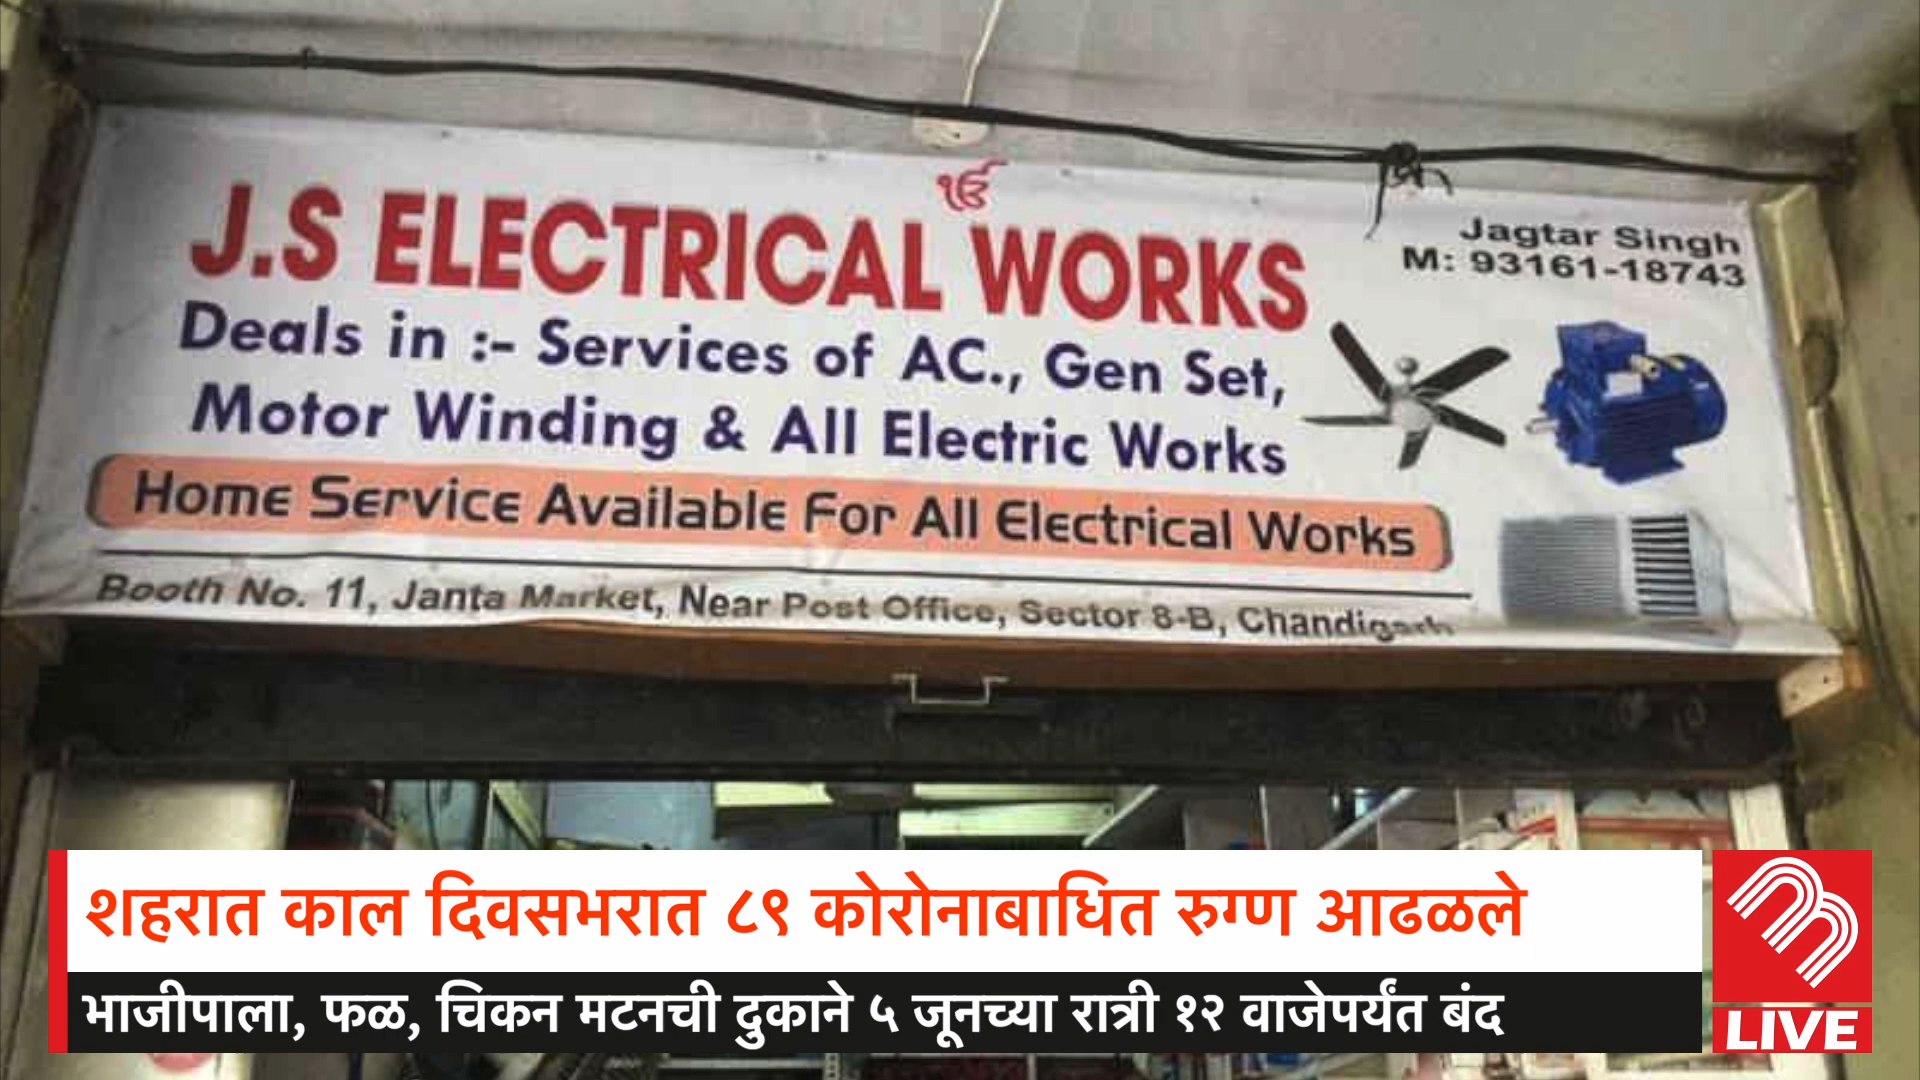 ੴ
J.S ELECTRICAL WORKS
Jagtar Singh
M: 93161-18743
Deals in :- Services of AC., Gen Set,
Motor Winding & All Electric Works
Home Service Available For All Electrical Works
Booth No. 11, Janta Market, Near Post Office, Sector 8-B, Chandigarh
शहरात काल दिवसभरात ८९ कोरोनाबाधित रुग्ण आढळले
भाजीपाला, फळ, चिकन मटनची दुकाने ५ जूनच्या रात्री १२ वाजेपर्यंत बंद
LIVE